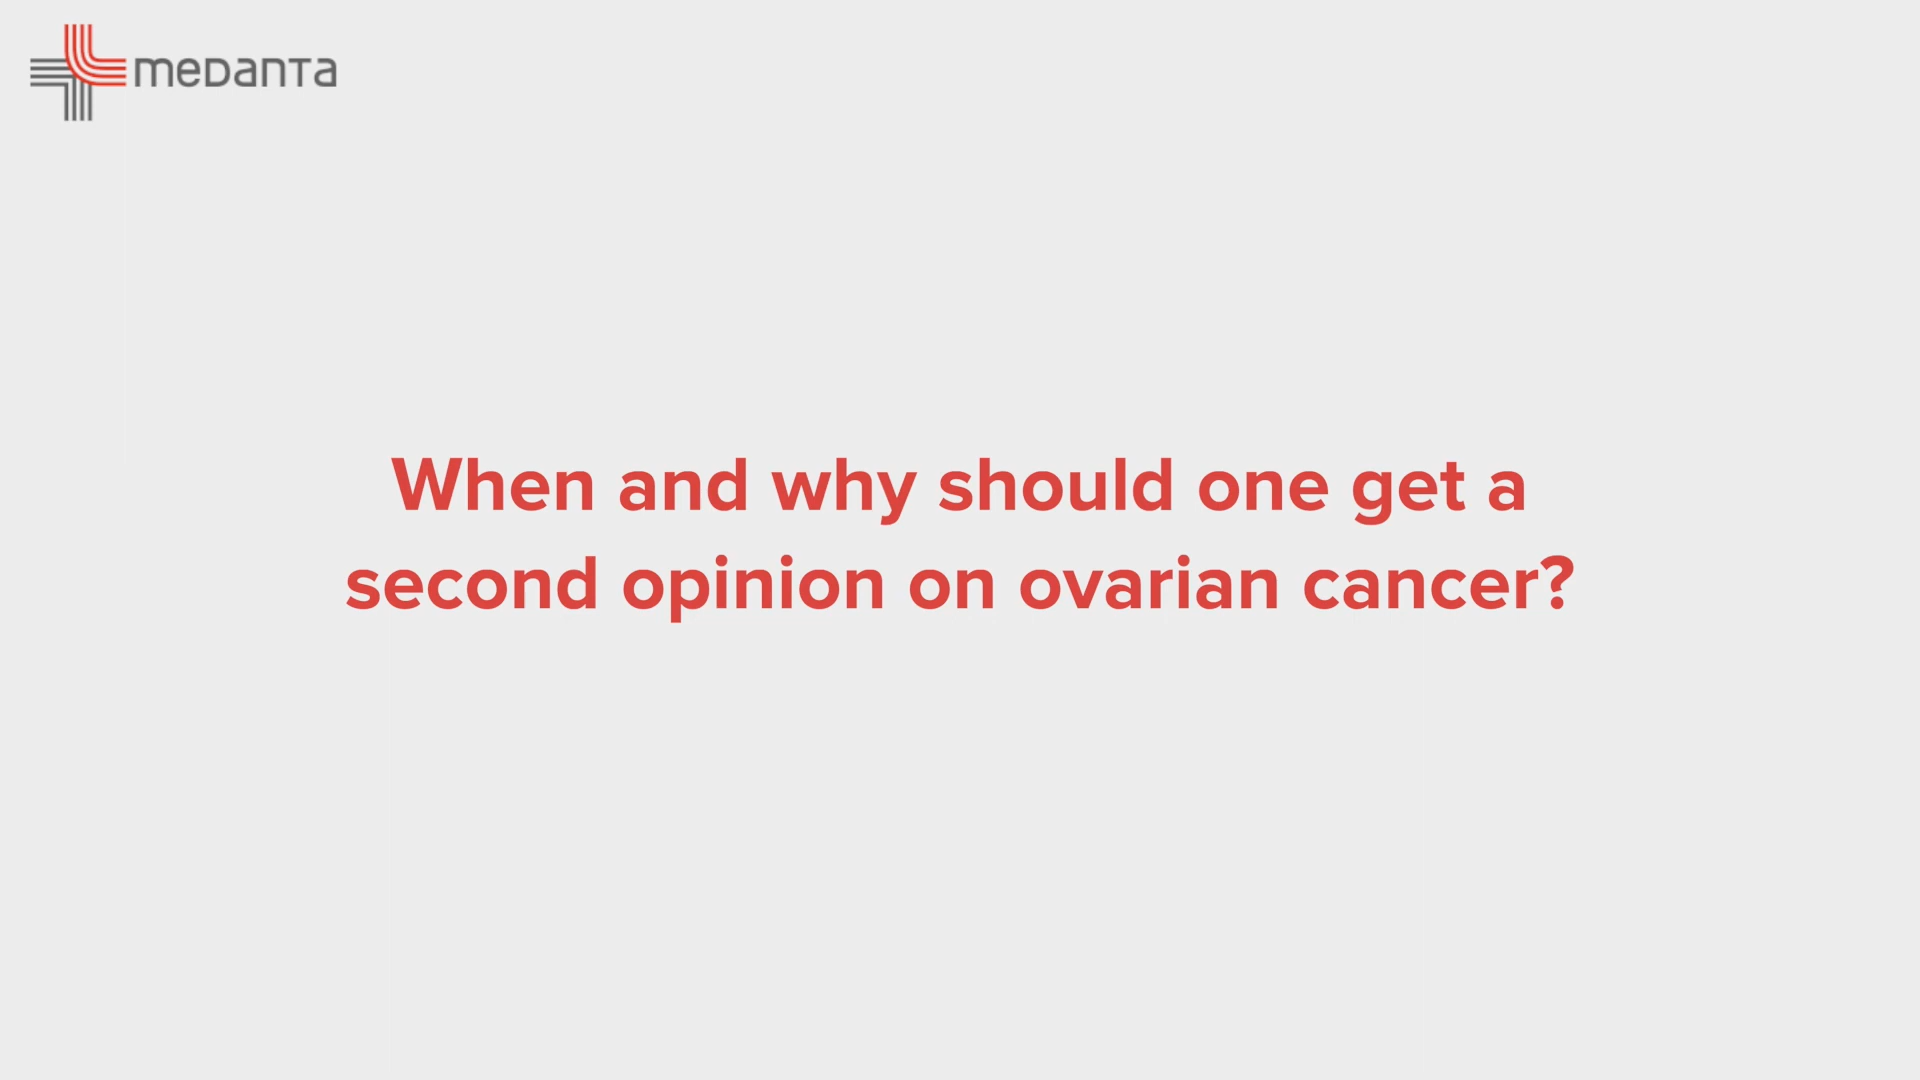 meDanTa
When and why should one get a
second opinion on ovarian cancer?